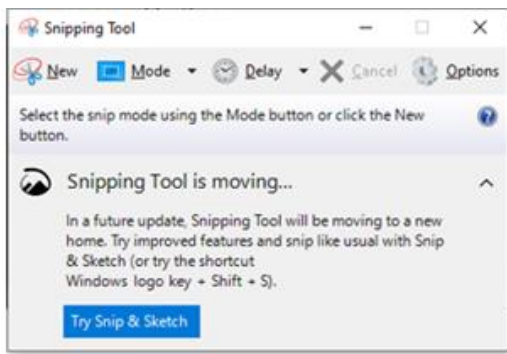 Snipping Tool
New Mode Delay Cancel Options
Select the snip mode using the Mode button or click the New
button.
Snipping Tool is moving...
In a future update, Snipping Tool will be moving to a new
home. Try improved features and snip like usual with Snip
& Sketch (or try the shortcut
Windows logo key + Shift + S).
Try Snip & Sketch